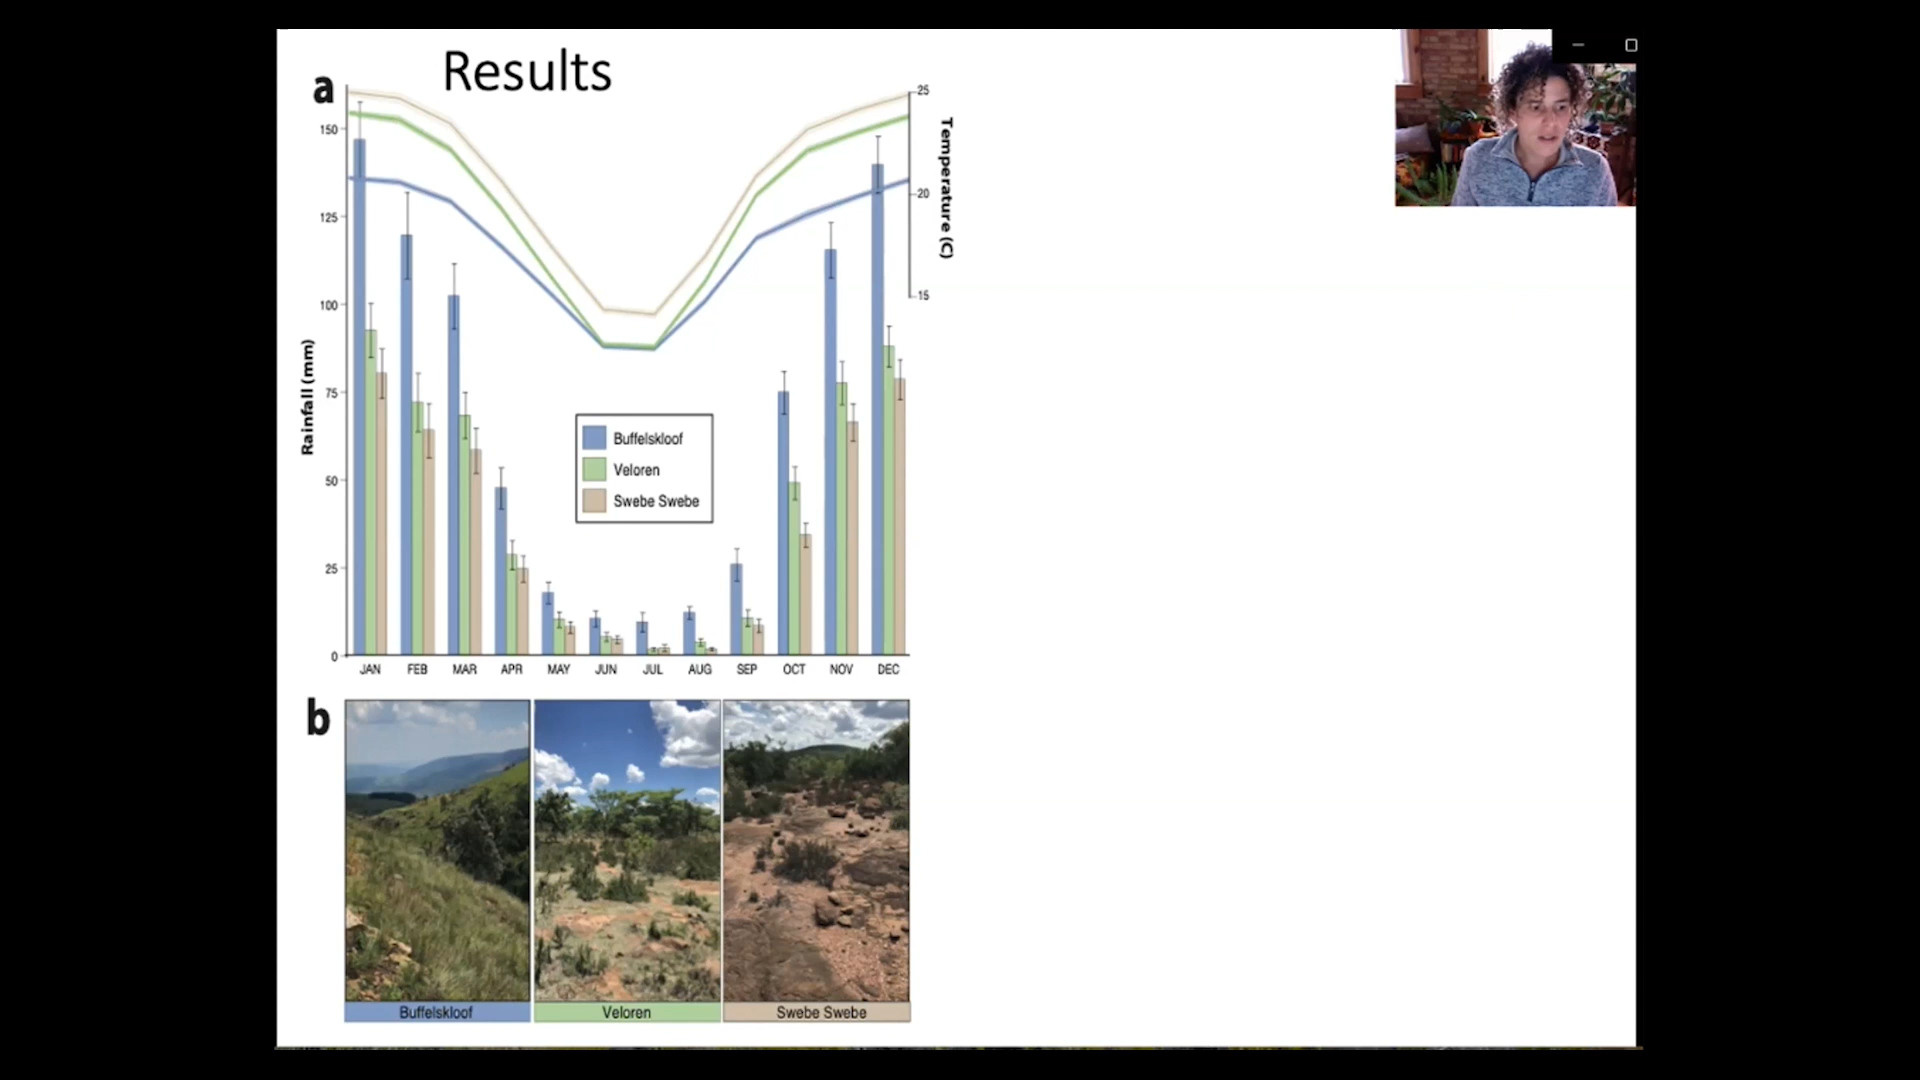 Results
a
150
125
100
75
50
25
0
Rainfall (mm)
25
20
15
Temperature (C)
Buffelskloof
Veloren
Swebe Swebe
JAN FEB MAR APR MAY JUN JUL AUG SEP OCT NOV DEC
b
Buffelskloof Veloren Swebe Swebe